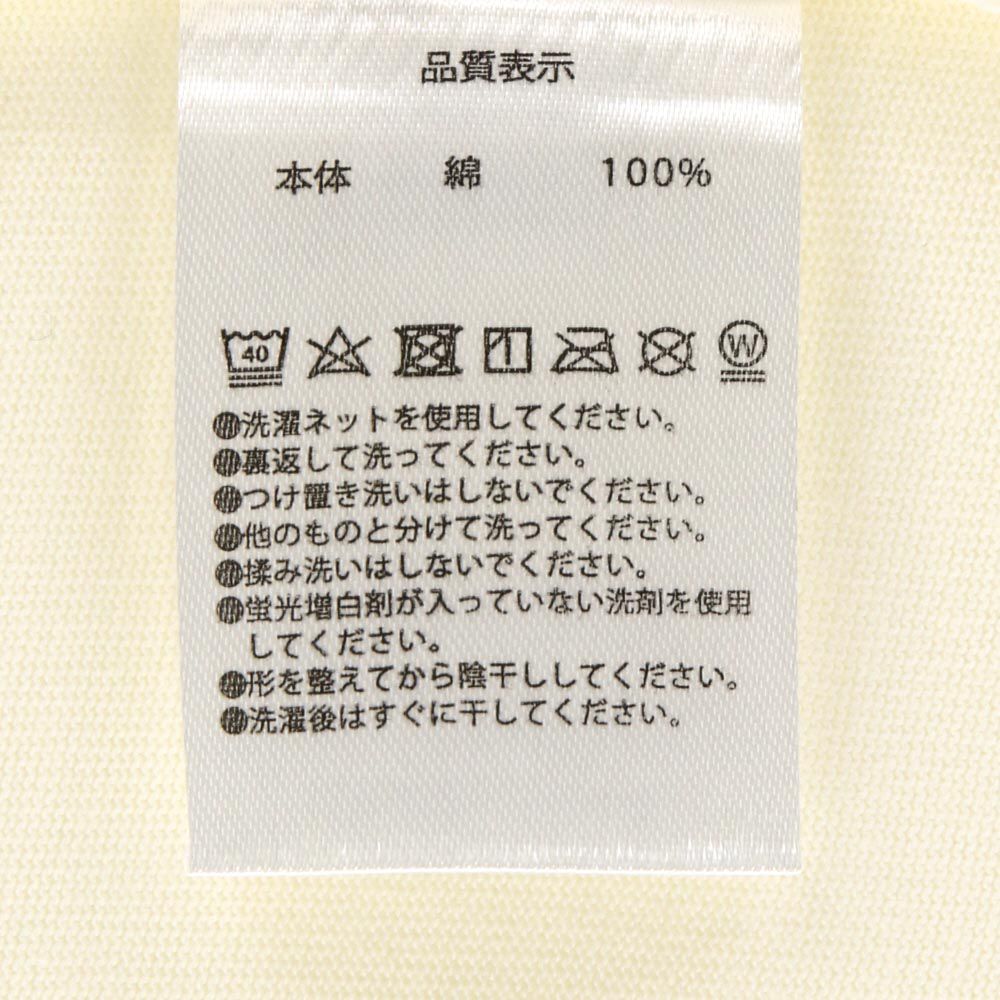 品質表示
本体 綿 100%
40 W
●洗濯ネットを使用してください。
●裏返して洗ってください。
●つけ置き洗いはしないでください。
●他のものと分けて洗ってください。
●揉み洗いはしないでください。
●蛍光増白剤が入っていない洗剤を使用
してください。
●形を整えてから陰干ししてください。
●洗濯後はすぐに干してください。